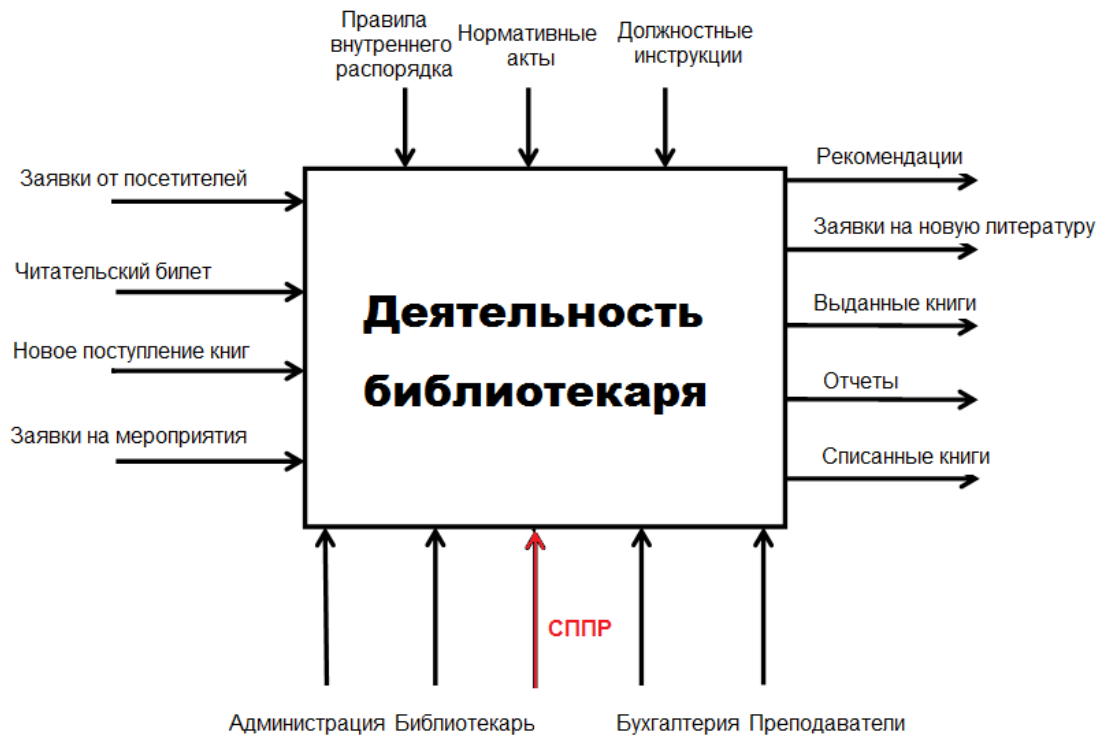 Правила
внутреннего
распорядка
Нормативные
акты
Должностные
инструкции
Заявки от посетителей
Читательский билет
Новое поступление книг
Заявки на мероприятия
Деятельность
библиотекаря
Рекомендации
Заявки на новую литературу
Выданные книги
Отчеты
Списанные книги
СППР
Администрация
Библиотекарь
Бухгалтерия
Преподаватели